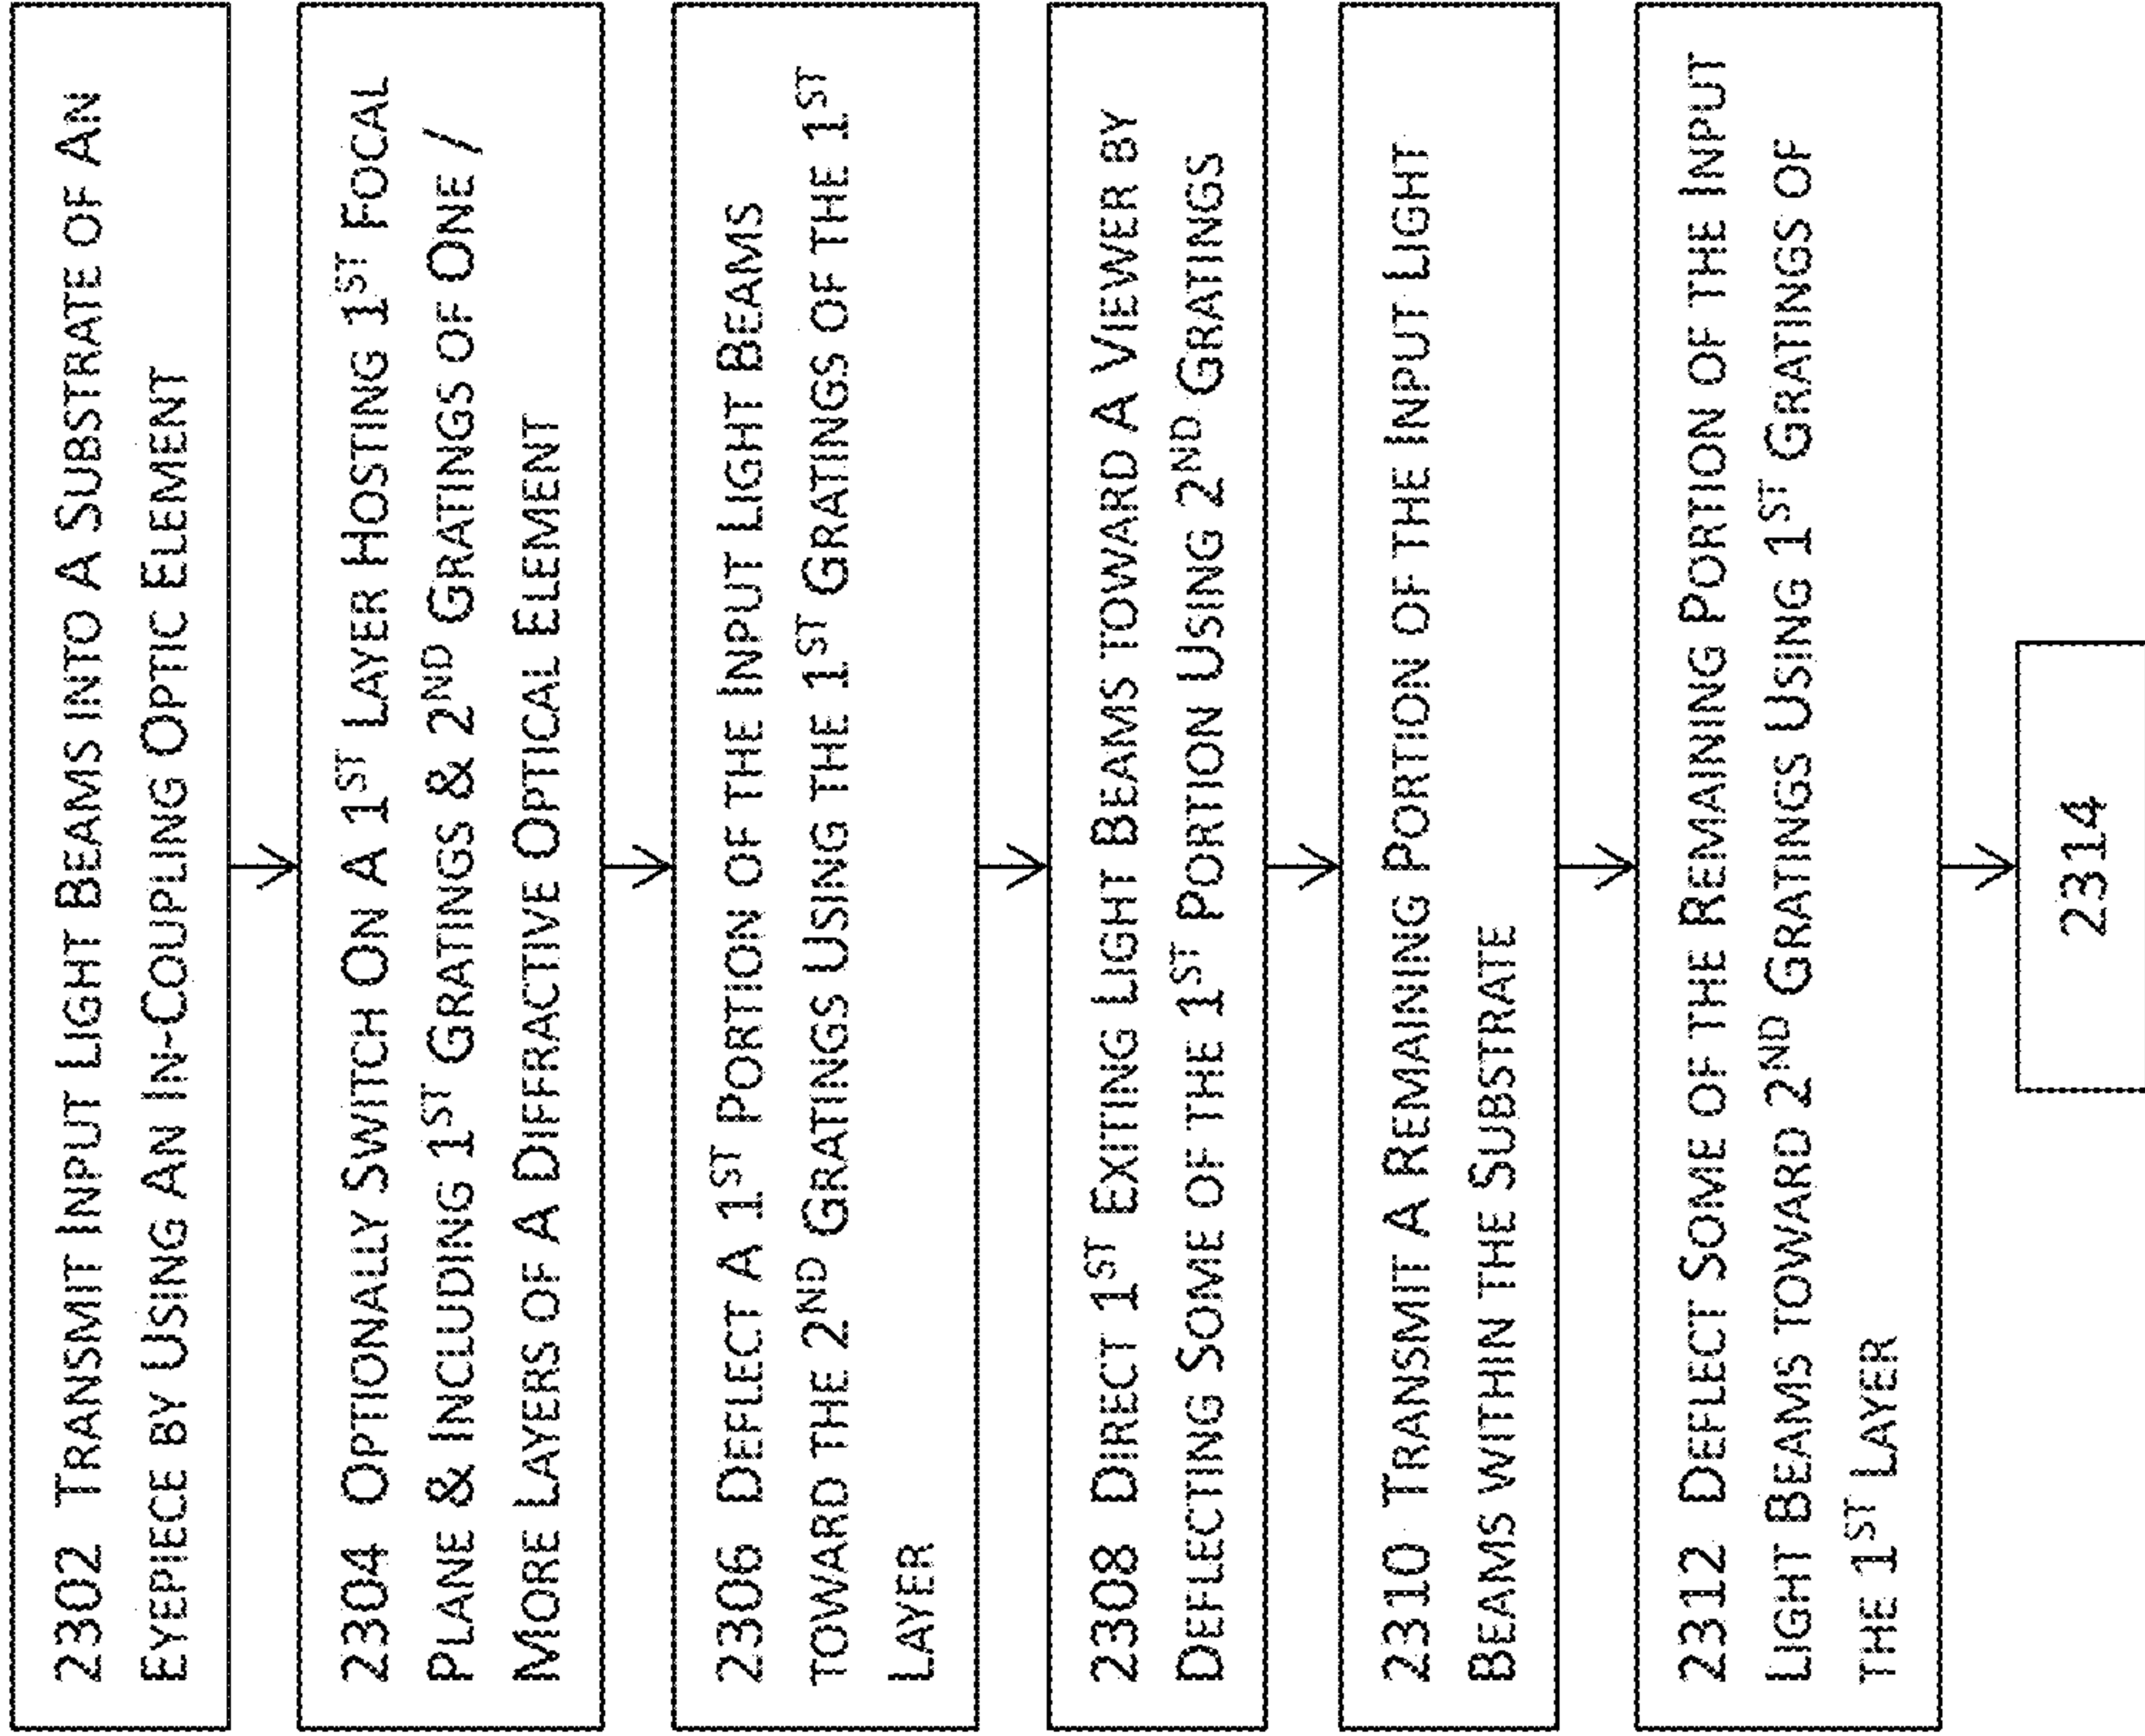 2302 TRANSMIT INPUT LIGHT BEAMS INTO A SUBSTRATE OF AN
EYEPIECE BY USING AN IN-COUPLING OPTIC ELEMENT
2304 OPTIONALLY SWITCH ON A 1ST LAYER HOSTING 1ST FOCAL
PLANE & INCLUDING 1ST GRATINGS & 2ND GRATINGS OF ONE /
MORE LAYERS OF A DIFFRACTIVE OPTICAL ELEMENT
2306 DEFLECT A 1ST PORTION OF THE INPUT LIGHT BEAMS
TOWARD THE 2ND GRATINGS USING THE 1ST GRATINGS OF THE 1ST
LAYER
2308 DIRECT 1ST EXITING LIGHT BEAMS TOWARD A VIEWER BY
DEFLECTING SOME OF THE 1ST PORTION USING 2ND GRATINGS
2310 TRANSMIT A REMAINING PORTION OF THE INPUT LIGHT
BEAMS WITHIN THE SUBSTRATE
2312 DEFLECT SOME OF THE REMAINING PORTION OF THE INPUT
LIGHT BEAMS TOWARD 2ND GRATINGS USING 1ST GRATINGS OF
THE 1ST LAYER
2314